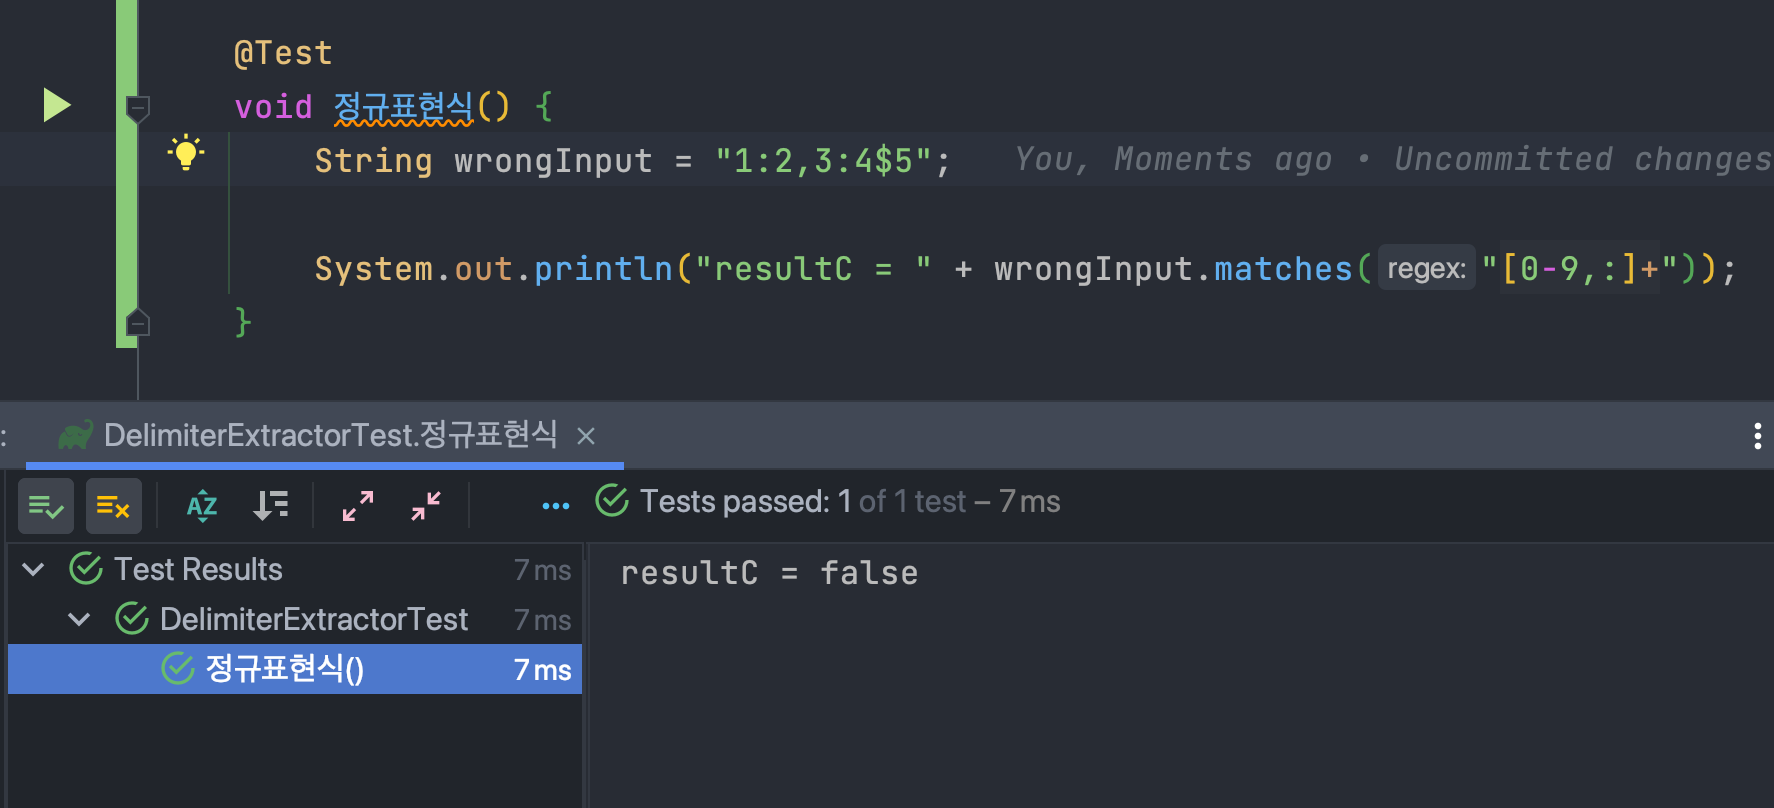 @Test
void 정규표현식() {
String wrongInput = "1:2,3:4$5"; You, Moments ago • Uncommitted changes
System.out.println("resultC = " + wrongInput.matches( regex: "[0-9,:]+"));
}
: DelimiterExtractorTest.정규표현식 ×
AZ ... Tests passed: 1 of 1 test – 7 ms
Test Results 7 ms
DelimiterExtractorTest 7 ms
정규표현식() 7 ms
resultC = false